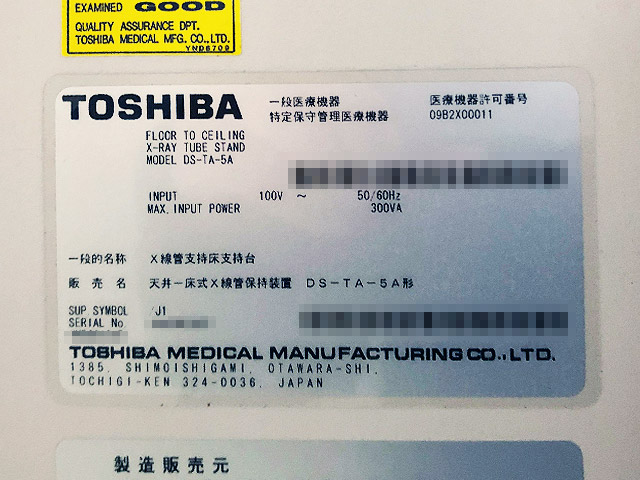 EXAMINED GOOD
QUALITY ASSURANCE DPT.
TOSHIBA MEDICAL MFG. CO., LTD.
YND6709
TOSHIBA
一般医療機器
特定保守管理医療機器
医療機器許可番号
09B2X00011
FLOOR TO CEILING
X-RAY TUBE STAND
MODEL DS-TA-5A
INPUT 100V ～ 50/60Hz
MAX. INPUT POWER 300VA
一般的名称 X線管支持床支持台
販売名 天井一床式X線管保持装置 DS-TA-5A形
SUP SYMBOL /J1
SERIAL No
TOSHIBA MEDICAL MANUFACTURING CO., LTD.
1385, SHIMOISHIGAMI, OTAWARA-SHI,
TOCHIGI-KEN 324-0036, JAPAN
製造販売元